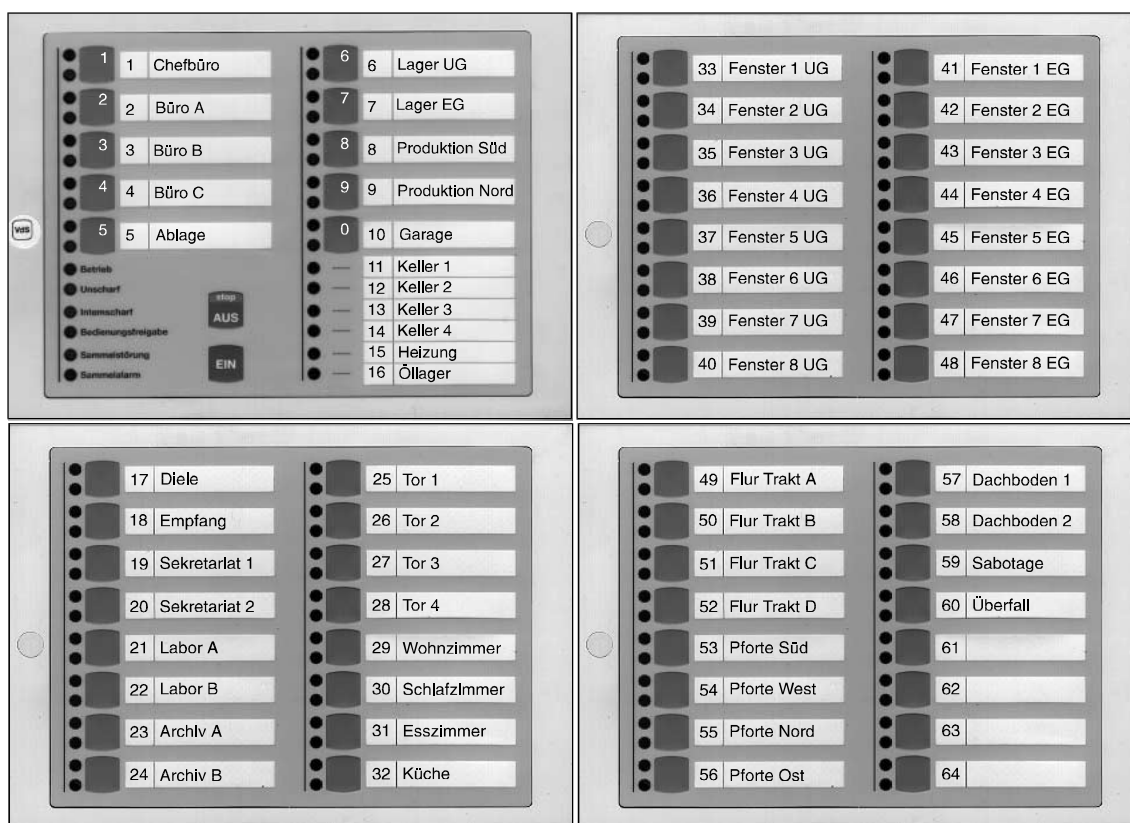 1
1 Chefbüro
2
2 Büro A
3
3 Büro B
4
4 Büro C
5
5 Ablage
Betrieb
Unscharf
Internscharf
Bedienungsfreigabe
Sammelstörung
Sammelalarm
stop
AUS
EIN
VdS
6
6 Lager UG
7
7 Lager EG
8
8 Produktion Süd
9
9 Produktion Nord
0
10 Garage
11 Keller 1
12 Keller 2
13 Keller 3
14 Keller 4
15 Heizung
16 Öllager
33 Fenster 1 UG
34 Fenster 2 UG
35 Fenster 3 UG
36 Fenster 4 UG
37 Fenster 5 UG
38 Fenster 6 UG
39 Fenster 7 UG
40 Fenster 8 UG
41 Fenster 1 EG
42 Fenster 2 EG
43 Fenster 3 EG
44 Fenster 4 EG
45 Fenster 5 EG
46 Fenster 6 EG
47 Fenster 7 EG
48 Fenster 8 EG
17 Diele
18 Empfang
19 Sekretariat 1
20 Sekretariat 2
21 Labor A
22 Labor B
23 Archiv A
24 Archiv B
25 Tor 1
26 Tor 2
27 Tor 3
28 Tor 4
29 Wohnzimmer
30 Schlafzimmer
31 Esszimmer
32 Küche
49 Flur Trakt A
50 Flur Trakt B
51 Flur Trakt C
52 Flur Trakt D
53 Pforte Süd
54 Pforte West
55 Pforte Nord
56 Pforte Ost
57 Dachboden 1
58 Dachboden 2
59 Sabotage
60 Überfall
61
62
63
64